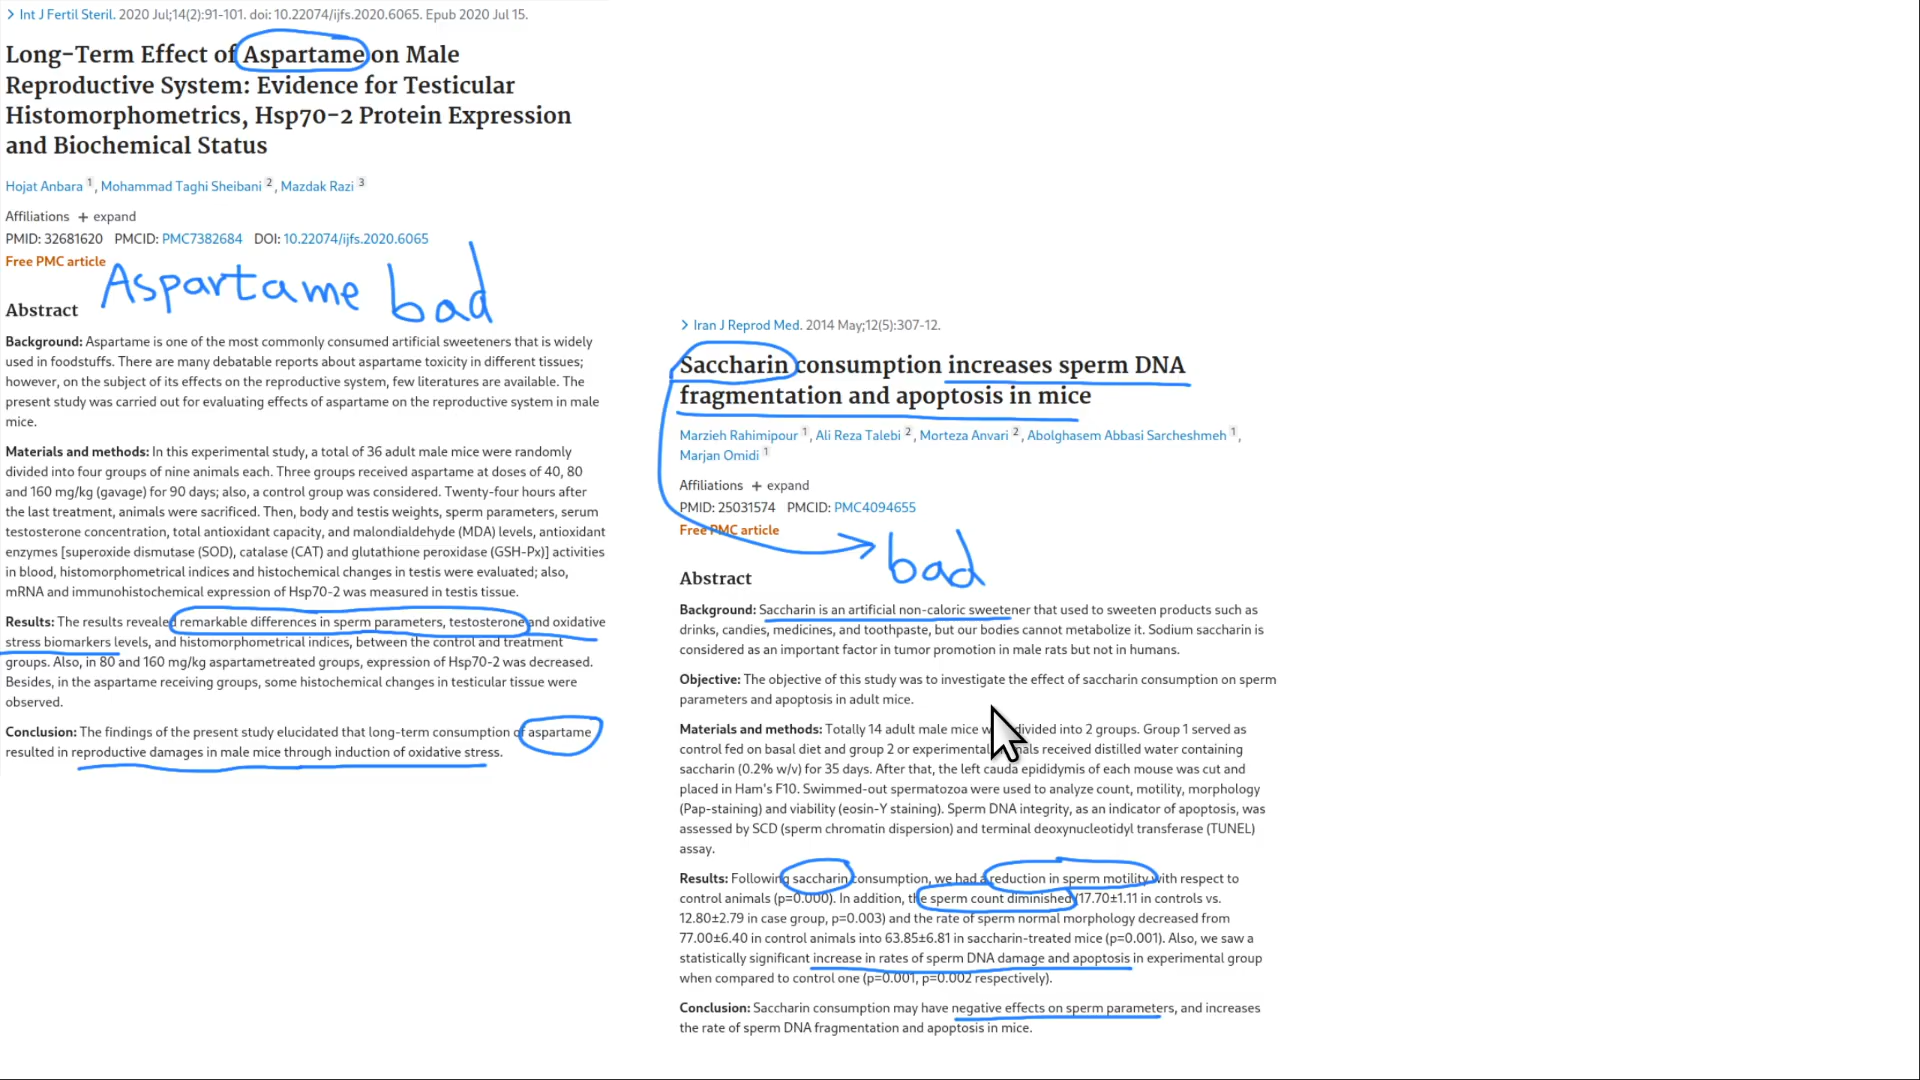 > Int J Fertil Steril. 2020 Jul;14(2):91-101. doi: 10.22074/ijfs.2020.6065. Epub 2020 Jul 15.
Long-Term Effect of Aspartame on Male
Reproductive System: Evidence for Testicular
Histomorphometrics, Hsp70-2 Protein Expression
and Biochemical Status
Hojat Anbara 1, Mohammad Taghi Sheibani 2, Mazdak Razi 3
Affiliations + expand
PMID: 32681620 PMCID: PMC7382684 DOI: 10.22074/ijfs.2020.6065
Free PMC article
Aspartame bad
Abstract
Background: Aspartame is one of the most commonly consumed artificial sweeteners that is widely
used in foodstuffs. There are many debatable reports about aspartame toxicity in different tissues;
however, on the subject of its effects on the reproductive system, few literatures are available. The
present study was carried out for evaluating effects of aspartame on the reproductive system in male
mice.
Materials and methods: In this experimental study, a total of 36 adult male mice were randomly
divided into four groups of nine animals each. Three groups received aspartame at doses of 40, 80
and 160 mg/kg (gavage) for 90 days; also, a control group was considered. Twenty-four hours after
the last treatment, animals were sacrificed. Then, body and testis weights, sperm parameters, serum
testosterone concentration, total antioxidant capacity, and malondialdehyde (MDA) levels, antioxidant
enzymes [superoxide dismutase (SOD), catalase (CAT) and glutathione peroxidase (GSH-Px)] activities
in blood, histomorphometrical indices and histochemical changes in testis were evaluated; also,
mRNA and immunohistochemical expression of Hsp70-2 was measured in testis tissue.
Results: The results revealed remarkable differences in sperm parameters, testosterone and oxidative
stress biomarkers levels, and histomorphometrical indices, between the control and treatment
groups. Also, in 80 and 160 mg/kg aspartametreated groups, expression of Hsp70-2 was decreased.
Besides, in the aspartame receiving groups, some histochemical changes in testicular tissue were
observed.
Conclusion: The findings of the present study elucidated that long-term consumption of aspartame
resulted in reproductive damages in male mice through induction of oxidative stress.
> Iran J Reprod Med. 2014 May;12(5):307-12.
Saccharin consumption increases sperm DNA
fragmentation and apoptosis in mice
Marzieh Rahimipour 1, Ali Reza Talebi 2, Morteza Anvari 2, Abolghasem Abbasi Sarcheshmeh 1,
Marjan Omidi 1
Affiliations + expand
PMID: 25031574 PMCID: PMC4094655
Free PMC article
bad
Abstract
Background: Saccharin is an artificial non-caloric sweetener that used to sweeten products such as
drinks, candies, medicines, and toothpaste, but our bodies cannot metabolize it. Sodium saccharin is
considered as an important factor in tumor promotion in male rats but not in humans.
Objective: The objective of this study was to investigate the effect of saccharin consumption on sperm
parameters and apoptosis in adult mice.
Materials and methods: Totally 14 adult male mice divided into 2 groups. Group 1 served as
control fed on basal diet and group 2 or experimental received distilled water containing
saccharin (0.2% w/v) for 35 days. After that, the left cauda epididymis of each mouse was cut and
placed in Ham's F10. Swimmed-out spermatozoa were used to analyze count, motility, morphology
(Pap-staining) and viability (eosin-Y staining). Sperm DNA integrity, as an indicator of apoptosis, was
assessed by SCD (sperm chromatin dispersion) and terminal deoxynucleotidyl transferase (TUNEL)
assay.
Results: Following saccharin consumption, we had a reduction in sperm motility with respect to
control animals (p=0.000). In addition, the sperm count diminished (17.70±1.11 in controls vs.
12.80±2.79 in case group, p=0.003) and the rate of sperm normal morphology decreased from
77.00±6.40 in control animals into 63.85±6.81 in saccharin-treated mice (p=0.001). Also, we saw a
statistically significant increase in rates of sperm DNA damage and apoptosis in experimental group
when compared to control one (p=0.001, p=0.002 respectively).
Conclusion: Saccharin consumption may have negative effects on sperm parameters, and increases
the rate of sperm DNA fragmentation and apoptosis in mice.